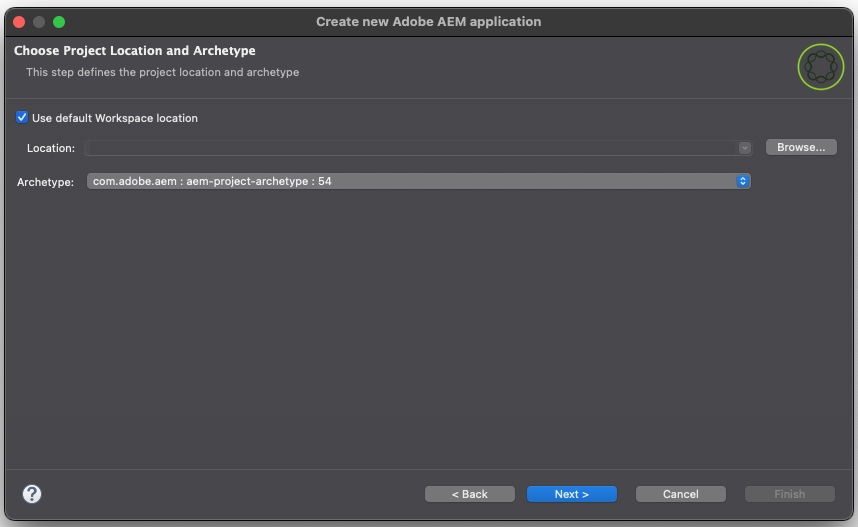 Create new Adobe AEM application
Choose Project Location and Archetype
This step defines the project location and archetype
Use default Workspace location
Location:
Browse...
Archetype:
com.adobe.aem : aem-project-archetype : 54
?
< Back
Next >
Cancel
Finish